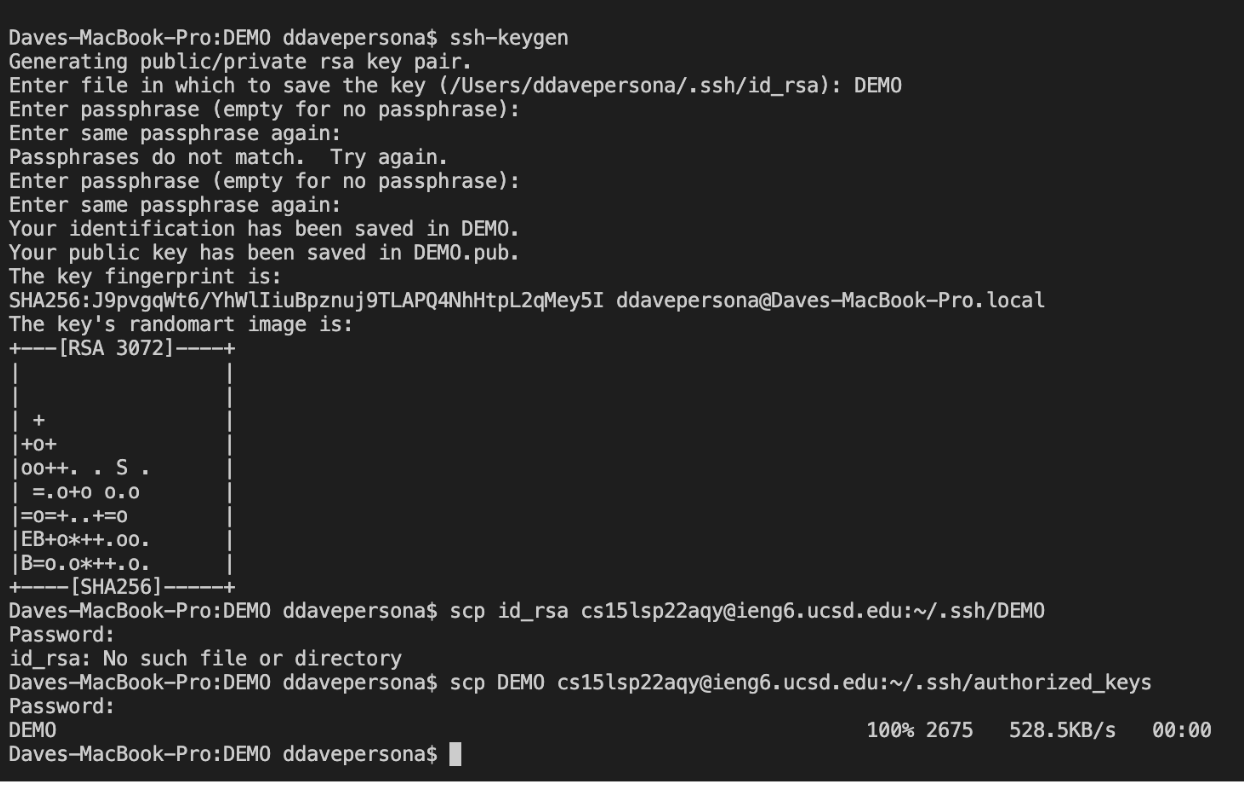 Daves-MacBook-Pro:DEMO ddavepersona$ ssh-keygen
Generating public/private rsa key pair.
Enter file in which to save the key (/Users/ddavepersona/.ssh/id_rsa): DEMO
Enter passphrase (empty for no passphrase):
Enter same passphrase again:
Passphrases do not match.  Try again.
Enter passphrase (empty for no passphrase):
Enter same passphrase again:
Your identification has been saved in DEMO.
Your public key has been saved in DEMO.pub.
The key fingerprint is:
SHA256:J9pvgqWt6/YhWlIiuBpznuj9TLAPQ4NhHtpL2qMey5I ddavepersona@Daves-MacBook-Pro.local
The key's randomart image is:
+---[RSA 3072]----+
|                 |
|                 |
| +               |
|+o+              |
|oo++. . S .      |
| =.o+o o.o       |
|=o=+..+=o        |
|EB+o*++.oo.      |
|B=o.o*++.o.      |
+----[SHA256]-----+
Daves-MacBook-Pro:DEMO ddavepersona$ scp id_rsa cs15lsp22aqy@ieng6.ucsd.edu:~/.ssh/DEMO
Password:
id_rsa: No such file or directory
Daves-MacBook-Pro:DEMO ddavepersona$ scp DEMO cs15lsp22aqy@ieng6.ucsd.edu:~/.ssh/authorized_keys
Password:
DEMO                                                                    100% 2675   528.5KB/s   00:00
Daves-MacBook-Pro:DEMO ddavepersona$